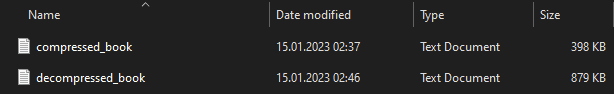 Name Date modified Type Size
compressed_book 15.01.2023 02:37 Text Document 398 KB
decompressed_book 15.01.2023 02:46 Text Document 879 KB